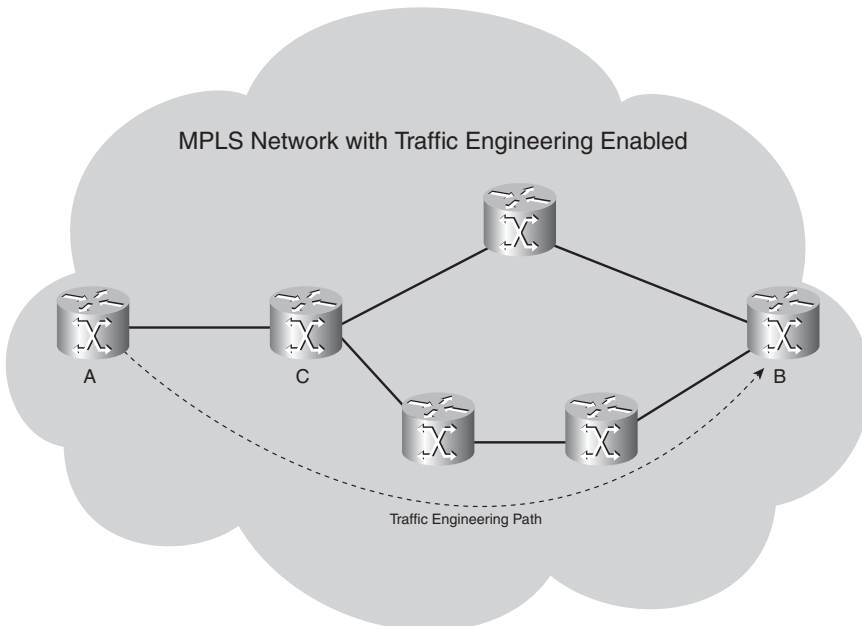 MPLS Network with Traffic Engineering Enabled
A
C
B
Traffic Engineering Path